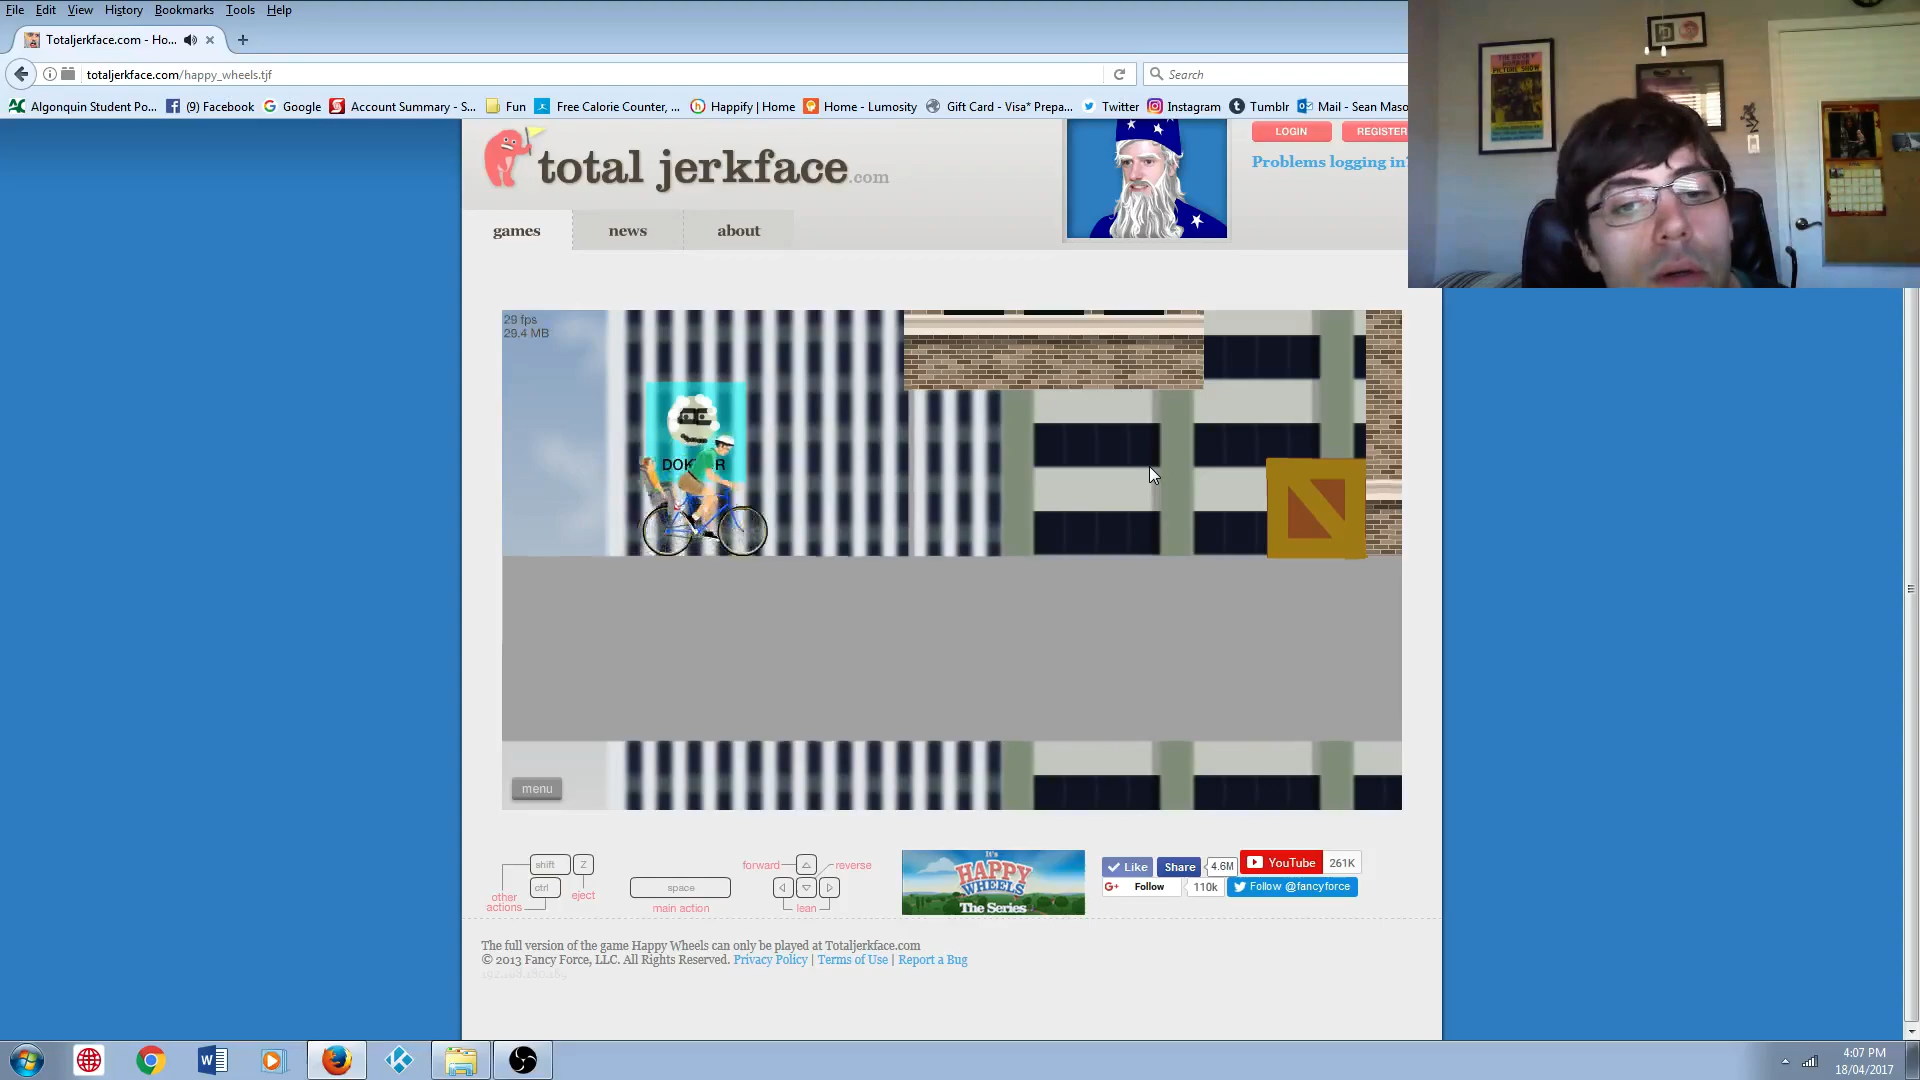 File Edit View History Bookmarks Tools Help
Totaljerkface.com - Ho...
totaljerkface.com/happy_wheels.tjf
Search
Algonquin Student Po... (9) Facebook Google Account Summary - S... Fun Free Calorie Counter, ... Happify | Home Home - Lumosity Gift Card - Visa* Prepa... Twitter Instagram Tumblr Mail - Sean Maso
total jerkface.com
LOGIN REGISTER
Problems logging in?
games news about
29 fps
29.4 MB
menu
shift Z
ctrl
eject
other
actions
space
main action
forward reverse
lean
It's
HAPPY
WHEELS
The Series
Like Share 4.6M YouTube 261K
G+ Follow 110k Follow @fancyforce
The full version of the game Happy Wheels can only be played at Totaljerkface.com
© 2013 Fancy Force, LLC. All Rights Reserved. Privacy Policy | Terms of Use | Report a Bug
4:07 PM
18/04/2017